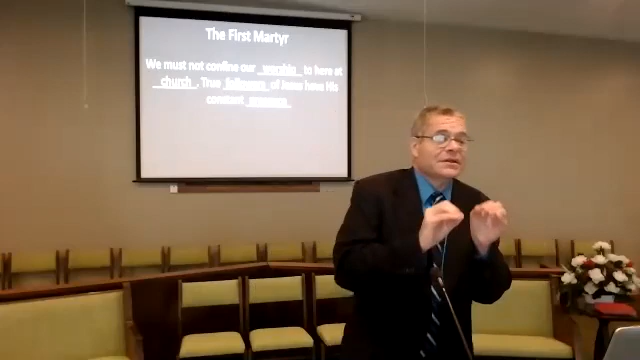 The First Martyr
We must not confine our worship to here at
church. True followers of Jesus have His
constant presence